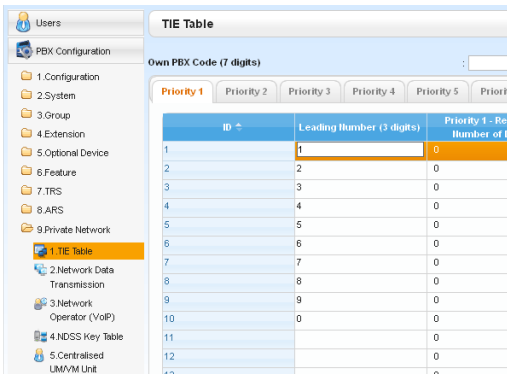 Users
PBX Configuration
1.Configuration
2.System
3.Group
4.Extension
5.Optional Device
6.Feature
7.TRS
8.ARS
9.Private Network
1.TIE Table
2.Network Data
Transmission
3.Network
Operator (VoIP)
4.NDSS Key Table
5.Centralised
UM/VM Unit
TIE Table
Own PBX Code (7 digits) :
Priority 1 Priority 2 Priority 3 Priority 4 Priority 5 Priori
ID Leading Number (3 digits) Priority 1 - Re
Number of
1 1 0
2 2 0
3 3 0
4 4 0
5 5 0
6 6 0
7 7 0
8 8 0
9 9 0
10 0 0
11 0
12 0